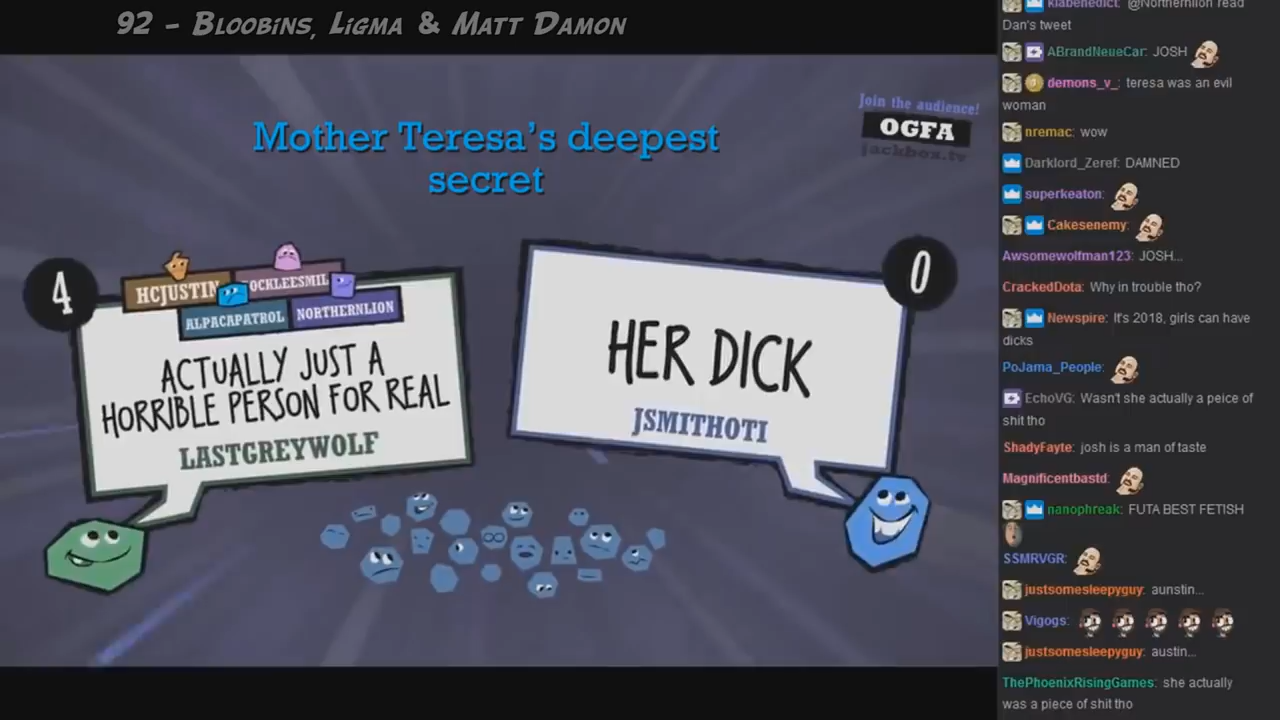 92 - Bloobins, Ligma & Matt Damon
Join the audience!
OGFA
jackbox.tv
Mother Teresa's deepest
secret
4
HCJUSTIN
OCKLEESMIL
ALPACAPATROL
NORTHERNLION
ACTUALLY JUST A
HORRIBLE PERSON FOR REAL
LASTGREYWOLF
0
HER DICK
JSMITHOTI
klabenedict: @Northernlion read
Dan's tweet
ABrandNeueCar: JOSH
demons_v_: teresa was an evil
woman
nremac: wow
Darklord_Zeref: DAMNED
superkeaton:
Cakesenemy:
Awsomewolfman123: JOSH...
CrackedDota: Why in trouble tho?
Newspire: It's 2018, girls can have
dicks
PoJama_People:
EchoVG: Wasn't she actually a peice of
shit tho
ShadyFayte: josh is a man of taste
Magnificentbastd:
nanophreak: FUTA BEST FETISH
SSMRVGR:
justsomesleepyguy: aunstin...
Vigogs:
justsomesleepyguy: austin...
ThePhoenixRisingGames: she actually
was a piece of shit tho